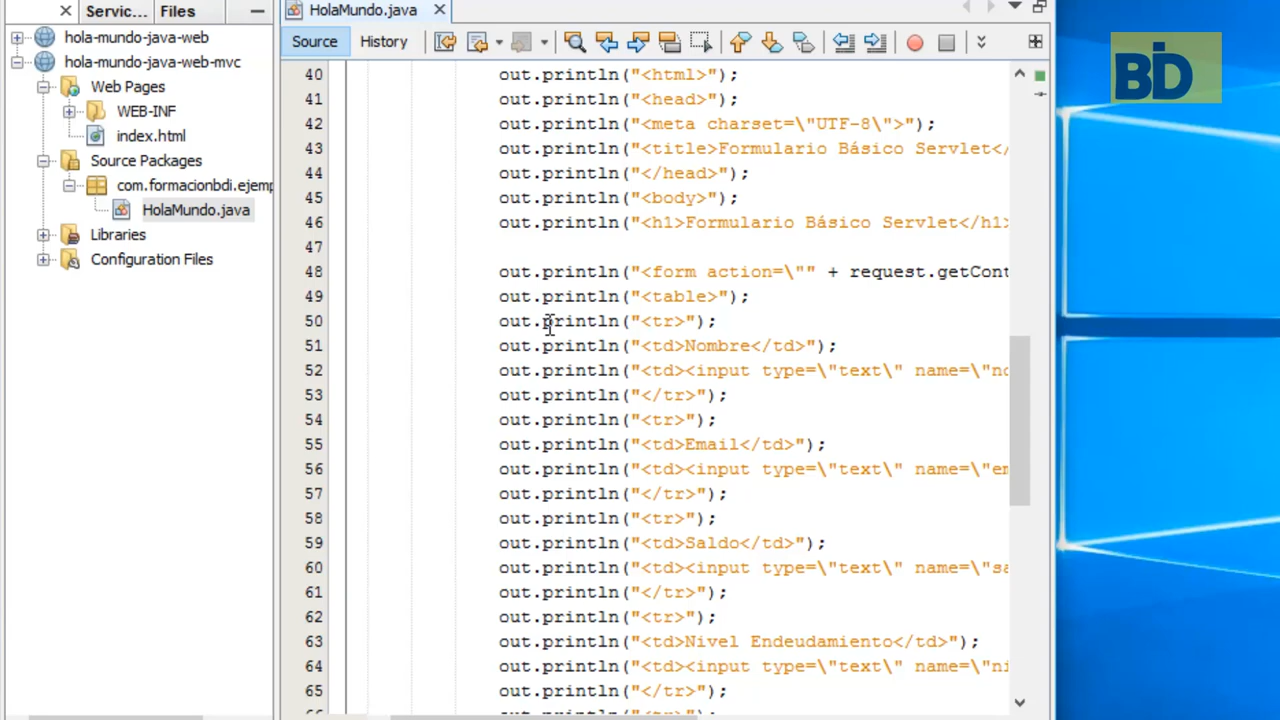 Servic...
Files
hola-mundo-java-web
hola-mundo-java-web-mvc
Web Pages
WEB-INF
index.html
Source Packages
com.formacionbdi.ejemp
HolaMundo.java
Libraries
Configuration Files
HolaMundo.java
Source
History
40 out.println("<html>");
41 out.println("<head>");
42 out.println("<meta charset=\"UTF-8\">");
43 out.println("<title>Formulario Básico Servlet</
44 out.println("</head>");
45 out.println("<body>");
46 out.println("<h1>Formulario Básico Servlet</h1>
47
48 out.println("<form action=\"" + request.getCont
49 out.println("<table>");
50 out.println("<tr>");
51 out.println("<td>Nombre</td>");
52 out.println("<td><input type=\"text\" name=\"no
53 out.println("</tr>");
54 out.println("<tr>");
55 out.println("<td>Email</td>");
56 out.println("<td><input type=\"text\" name=\"em
57 out.println("</tr>");
58 out.println("<tr>");
59 out.println("<td>Saldo</td>");
60 out.println("<td><input type=\"text\" name=\"sa
61 out.println("</tr>");
62 out.println("<tr>");
63 out.println("<td>Nivel Endeudamiento</td>");
64 out.println("<td><input type=\"text\" name=\"ni
65 out.println("</tr>");
BDI